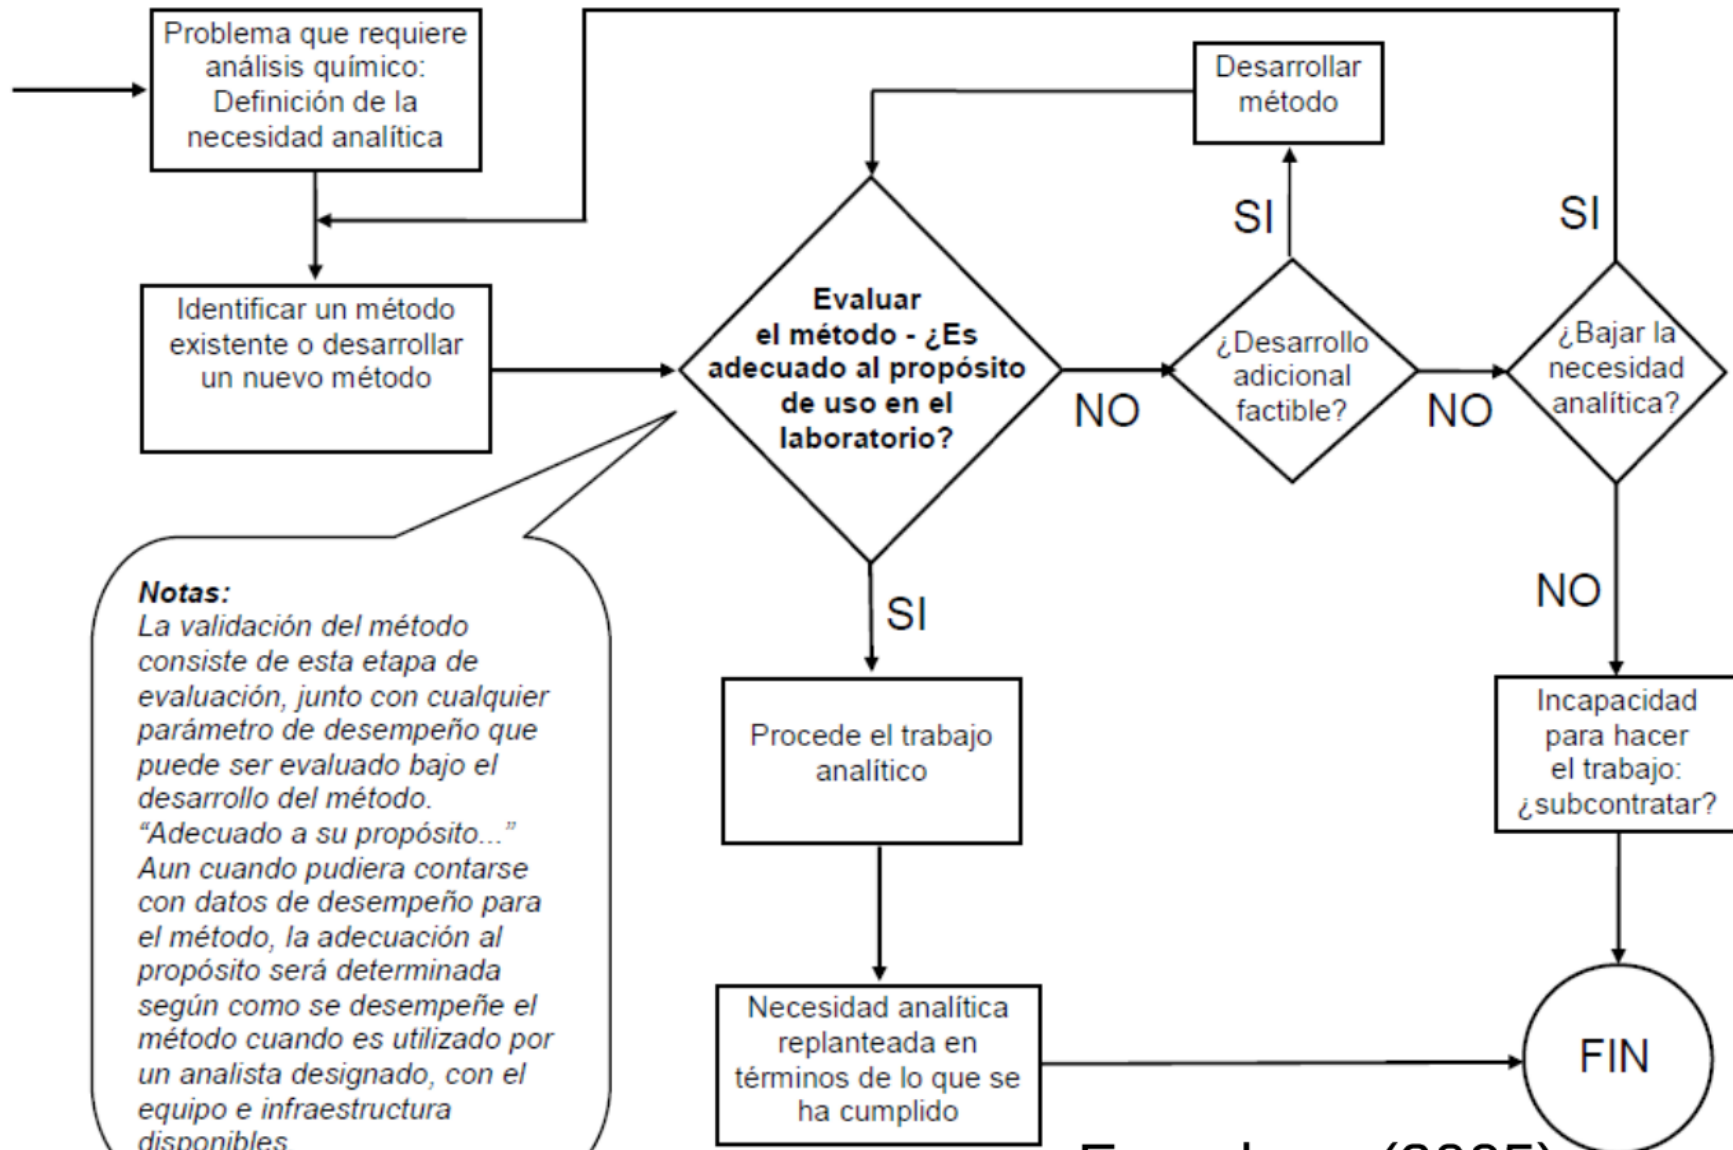 Problema que requiere
análisis químico:
Definición de la
necesidad analítica
Desarrollar
método
SI
SI
Identificar un método
existente o desarrollar
un nuevo método
Evaluar
el método - ¿Es
adecuado al propósito
de uso en el
laboratorio?
NO
¿Desarrollo
adicional
factible?
NO
¿Bajar la
necesidad
analítica?
SI
NO
Notas:
La validación del método
consiste de esta etapa de
evaluación, junto con cualquier
parámetro de desempeño que
puede ser evaluado bajo el
desarrollo del método.
“Adecuado a su propósito...”
Aun cuando pudiera contarse
con datos de desempeño para
el método, la adecuación al
propósito será determinada
según como se desempeñe el
método cuando es utilizado por
un analista designado, con el
equipo e infraestructura
disponibles
Procede el trabajo
analítico
Incapacidad
para hacer
el trabajo:
¿subcontratar?
Necesidad analítica
replanteada en
términos de lo que se
ha cumplido
FIN